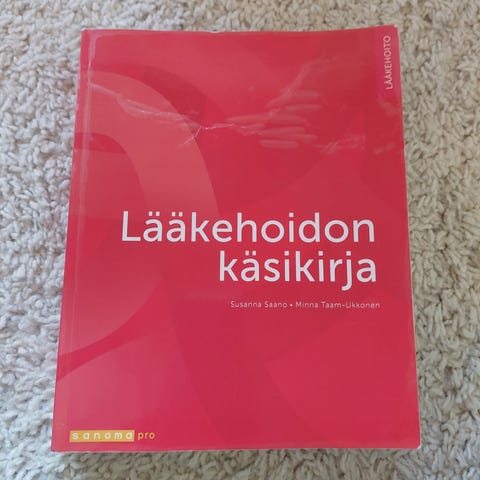 LÄÄKEHOITO
Lääkehoidon
käsikirja
Susanna Saano • Minna Taam-Ukkonen
sanoma pro